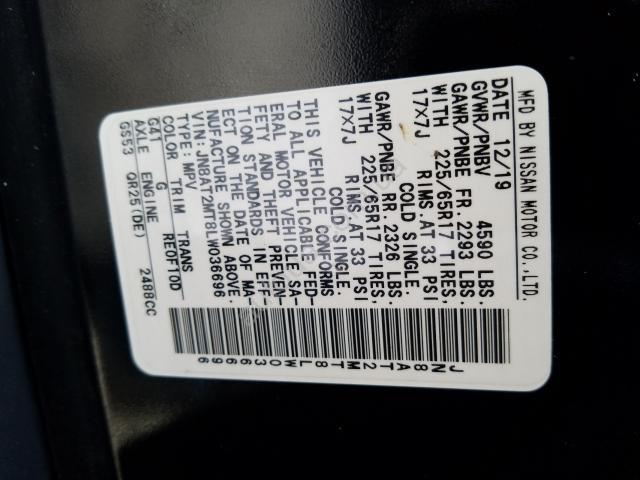 MFD BY NISSAN MOTOR CO.,LTD.
DATE 12/19
GVWR/PNBV 4590 LBS.
GAWR/PNBE FR. 2293 LBS.
WITH 225/65R17 TIRES,
17X7J RIMS.AT 33 PSI
COLD SINGLE.
GAWR/PNBE RR. 2326 LBS.
WITH 225/65R17 TIRES,
17X7J RIMS.AT 33 PSI
COLD SINGLE.
THIS VEHICLE CONFORMS
TO ALL APPLICABLE FED-
ERAL MOTOR VEHICLE SA-
FETY AND THEFT PREVEN-
TION STANDARDS IN EFF-
ECT ON THE DATE OF MA-
NUFACTURE SHOWN ABOVE.
VIN:JN8AT2MT8LW036696
TYPE:MPV
COLOR TRIM TRANS
G41 G RE0F10D
AXLE ENGINE
GS53 QR25(DE) 2488CC
JN8AT2MT8LW036696